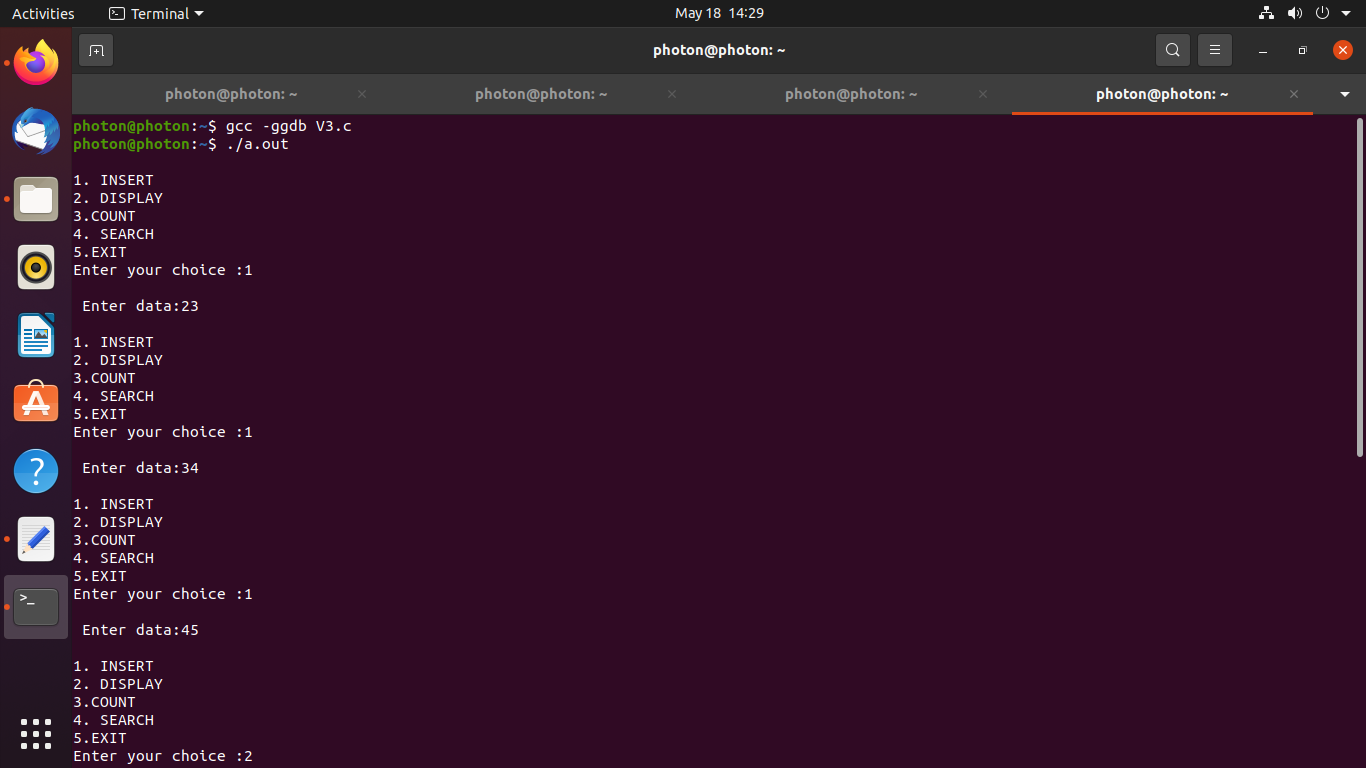 Activities
Terminal
May 18 14:29
photon@photon: ~
photon@photon: ~
photon@photon: ~
photon@photon: ~
photon@photon: ~
photon@photon:~$ gcc -ggdb V3.c
photon@photon:~$ ./a.out
1. INSERT
2. DISPLAY
3.COUNT
4. SEARCH
5.EXIT
Enter your choice :1
Enter data:23
1. INSERT
2. DISPLAY
3.COUNT
4. SEARCH
5.EXIT
Enter your choice :1
Enter data:34
1. INSERT
2. DISPLAY
3.COUNT
4. SEARCH
5.EXIT
Enter your choice :1
Enter data:45
1. INSERT
2. DISPLAY
3.COUNT
4. SEARCH
5.EXIT
Enter your choice :2